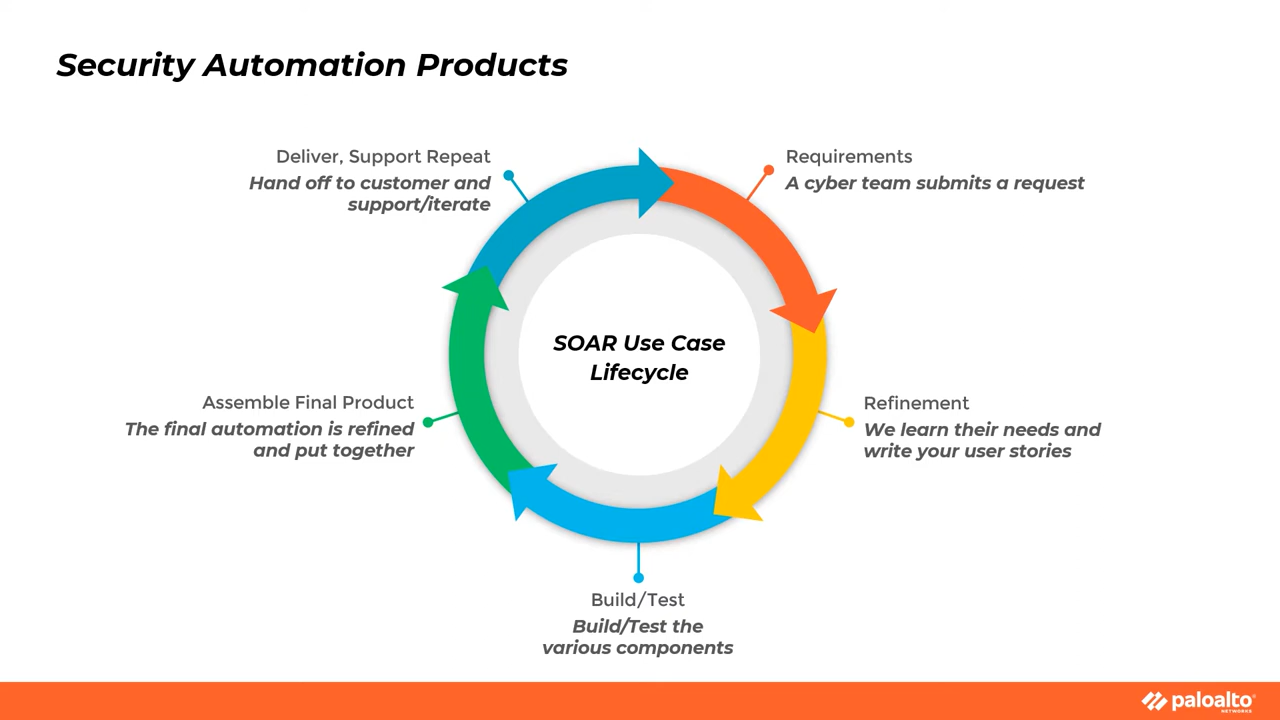 Security Automation Products
Deliver, Support Repeat
Hand off to customer and
support/iterate
Requirements
A cyber team submits a request
SOAR Use Case
Lifecycle
Assemble Final Product
The final automation is refined
and put together
Refinement
We learn their needs and
write your user stories
Build/Test
Build/Test the
various components
paloalto
NETWORKS